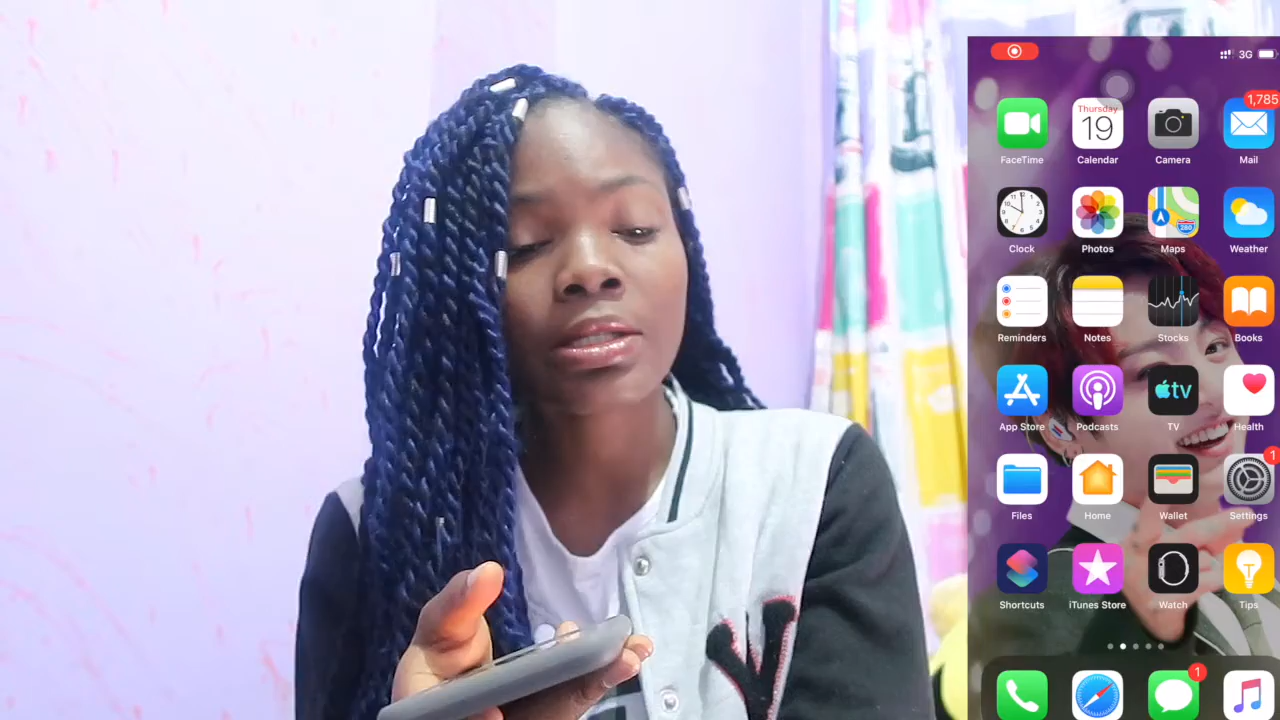 3G
1,785
Thursday
19
FaceTime Calendar Camera Mail
280
Clock Photos Maps Weather
Reminders Notes Stocks Books
tv
App Store Podcasts TV Health
1
Files Home Wallet Settings
Shortcuts iTunes Store Watch Tips
1
Y